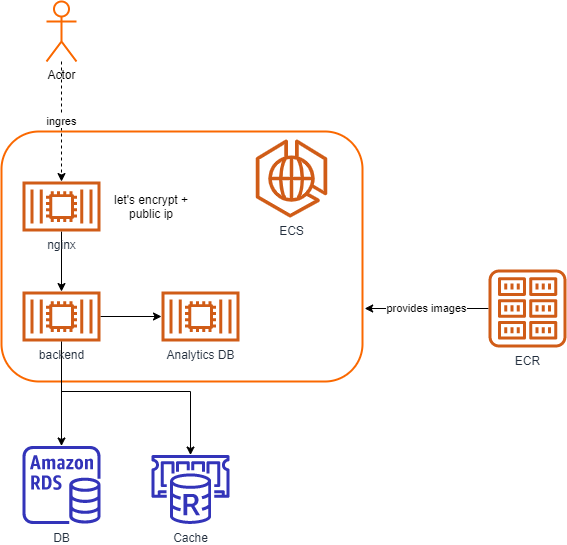 Actor
ingres
let's encrypt +
public ip
ECS
nginx
provides images
backend
Analytics DB
ECR
Amazon
RDS
R
DB
Cache